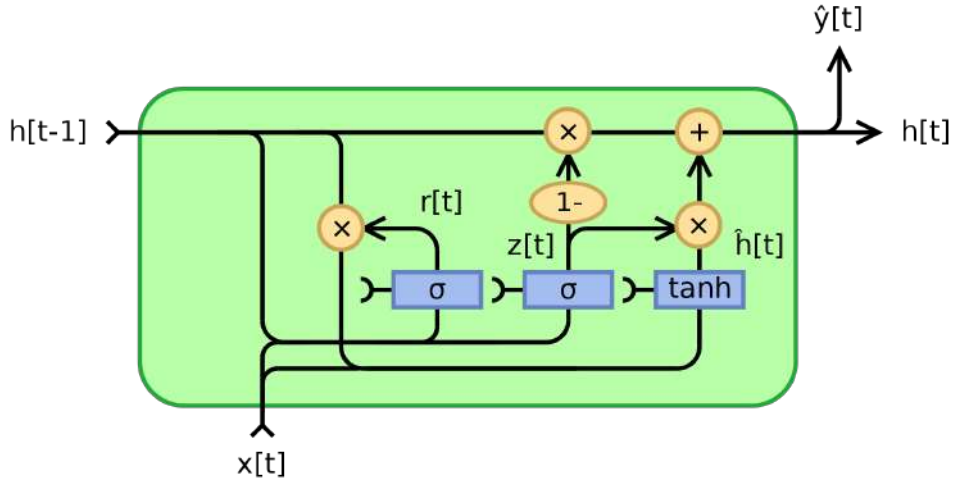 ŷ[t]
h[t-1]
×
+
h[t]
1-
r[t]
×
z[t]
×
ĥ[t]
σ
σ
tanh
x[t]